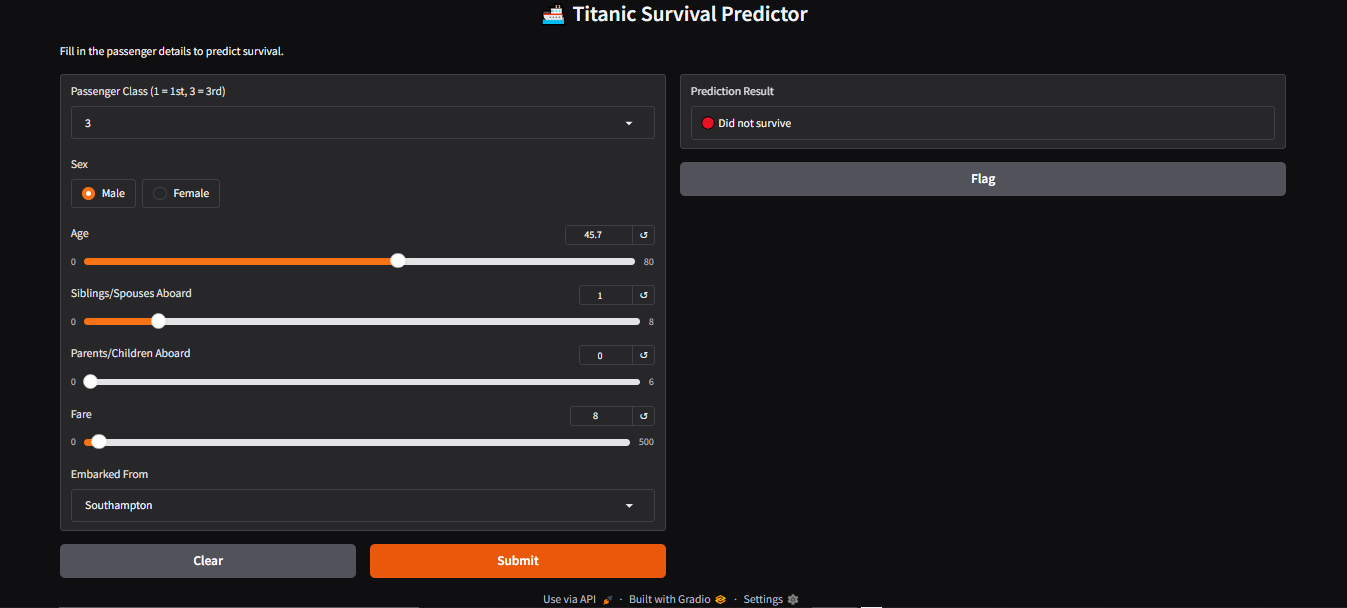 🚢 Titanic Survival Predictor
Fill in the passenger details to predict survival.
Passenger Class (1 = 1st, 3 = 3rd)
3
Sex
Male Female
Age
45.7 ↺
0 80
Siblings/Spouses Aboard
1 ↺
0 8
Parents/Children Aboard
0 ↺
0 6
Fare
8 ↺
0 500
Embarked From
Southampton
Clear Submit
Prediction Result
🔴 Did not survive
Flag
Use via API 🚀 · Built with Gradio · Settings ⚙️